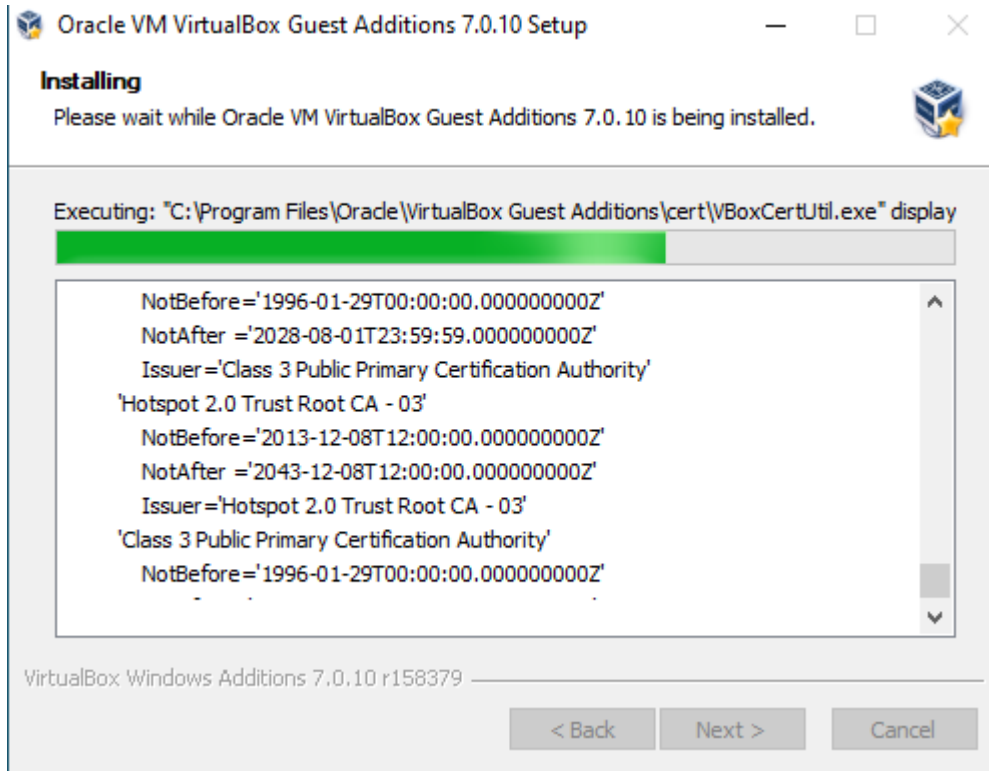 Oracle VM VirtualBox Guest Additions 7.0.10 Setup
Installing
Please wait while Oracle VM VirtualBox Guest Additions 7.0.10 is being installed.
Executing: "C:\Program Files\Oracle\VirtualBox Guest Additions\cert\VBoxCertUtil.exe" display
NotBefore='1996-01-29T00:00:00.000000000Z'
NotAfter ='2028-08-01T23:59:59.000000000Z'
Issuer='Class 3 Public Primary Certification Authority'
'Hotspot 2.0 Trust Root CA - 03'
NotBefore='2013-12-08T12:00:00.000000000Z'
NotAfter ='2043-12-08T12:00:00.000000000Z'
Issuer='Hotspot 2.0 Trust Root CA - 03'
'Class 3 Public Primary Certification Authority'
NotBefore='1996-01-29T00:00:00.000000000Z'
VirtualBox Windows Additions 7.0.10 r158379
< Back
Next >
Cancel